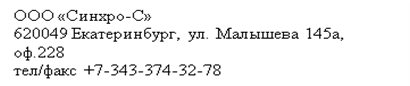 ООО «Синхро-С»
620049 Екатеринбург, ул. Малышева 145а,
оф.228
тел/факс +7-343-374-32-78